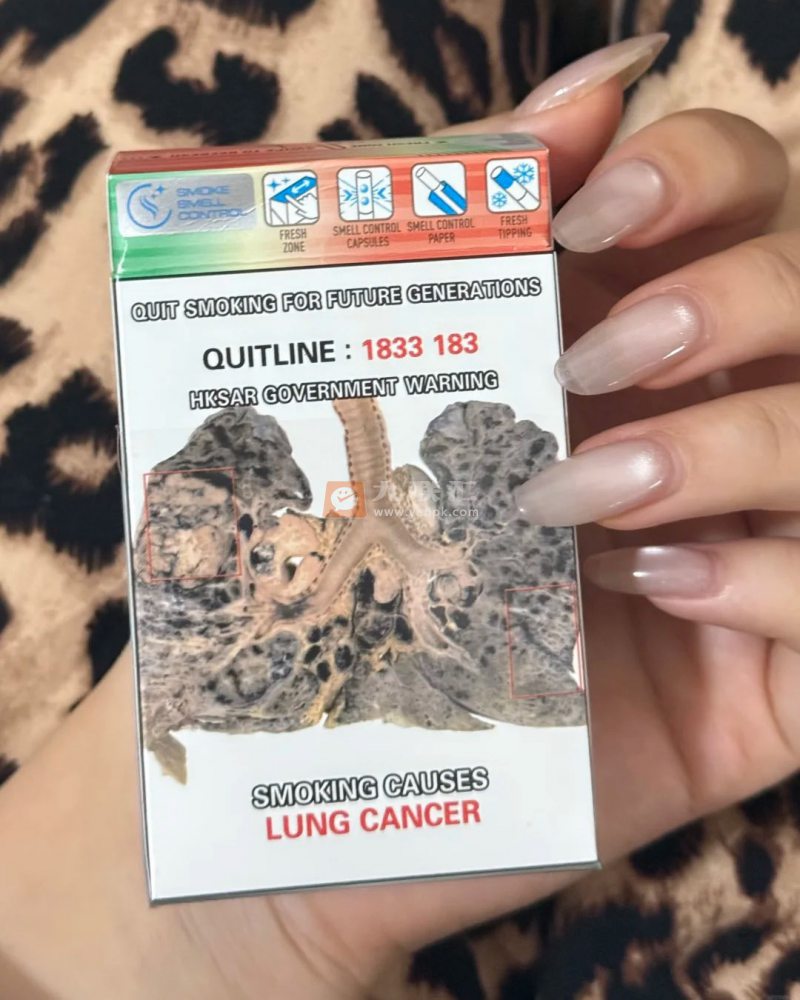 SMOKE
SMELL
CONTROL
FRESH
ZONE
SMELL CONTROL
CAPSULES
SMELL CONTROL
PAPER
FRESH
TIPPING
QUIT SMOKING FOR FUTURE GENERATIONS
QUITLINE : 1833 183
HKSAR GOVERNMENT WARNING
SMOKING CAUSES
LUNG CANCER